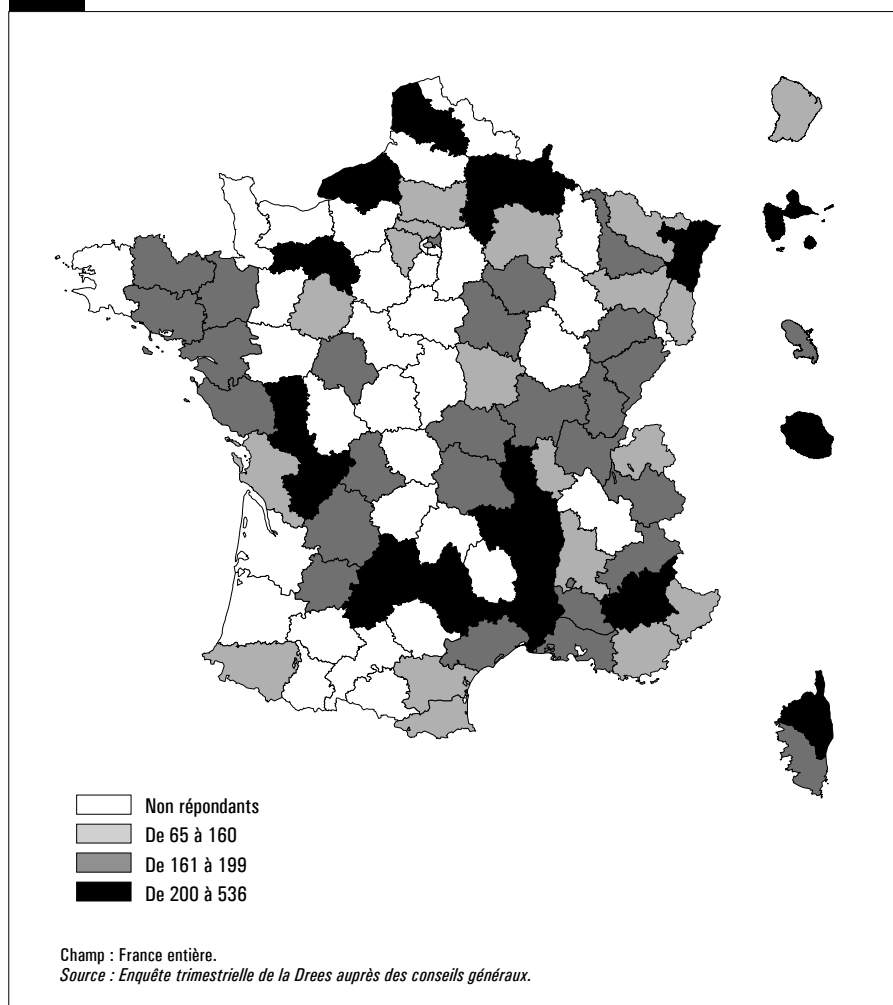 Non répondants
De 65 à 160
De 161 à 199
De 200 à 536
Champ : France entière.
Source : Enquête trimestrielle de la Drees auprès des conseils généraux.